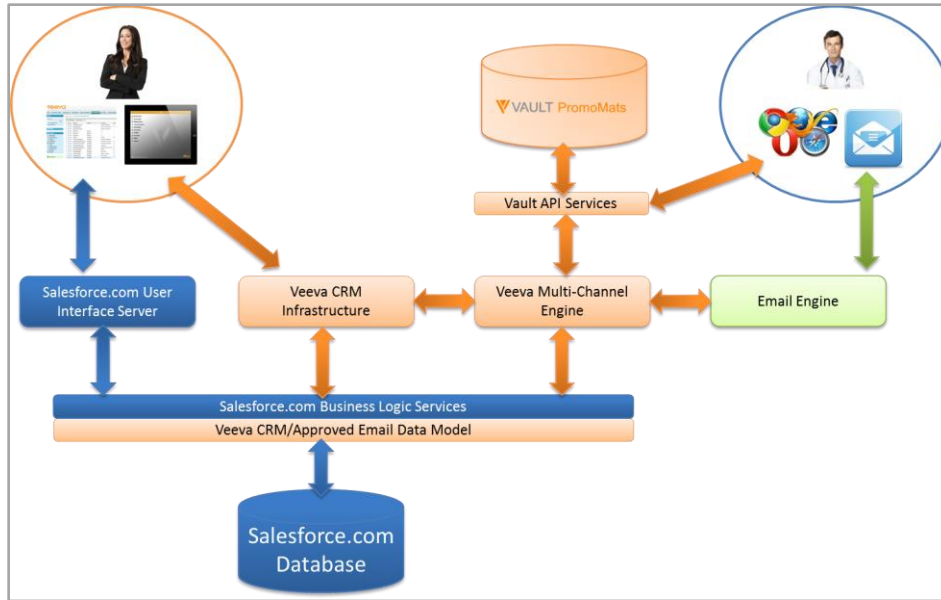 veeva
VAULT PromoMats
Vault API Services
Salesforce.com User
Interface Server
Veeva CRM
Infrastructure
Veeva Multi-Channel
Engine
Email Engine
Salesforce.com Business Logic Services
Veeva CRM/Approved Email Data Model
Salesforce.com
Database